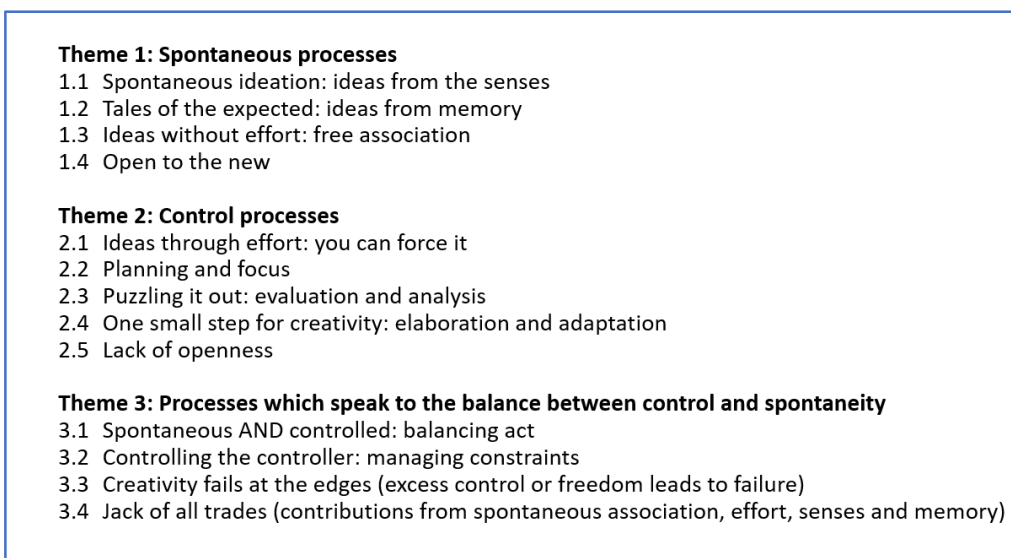 Theme 1: Spontaneous processes
1.1 Spontaneous ideation: ideas from the senses
1.2 Tales of the expected: ideas from memory
1.3 Ideas without effort: free association
1.4 Open to the new
Theme 2: Control processes
2.1 Ideas through effort: you can force it
2.2 Planning and focus
2.3 Puzzling it out: evaluation and analysis
2.4 One small step for creativity: elaboration and adaptation
2.5 Lack of openness
Theme 3: Processes which speak to the balance between control and spontaneity
3.1 Spontaneous AND controlled: balancing act
3.2 Controlling the controller: managing constraints
3.3 Creativity fails at the edges (excess control or freedom leads to failure)
3.4 Jack of all trades (contributions from spontaneous association, effort, senses and memory)